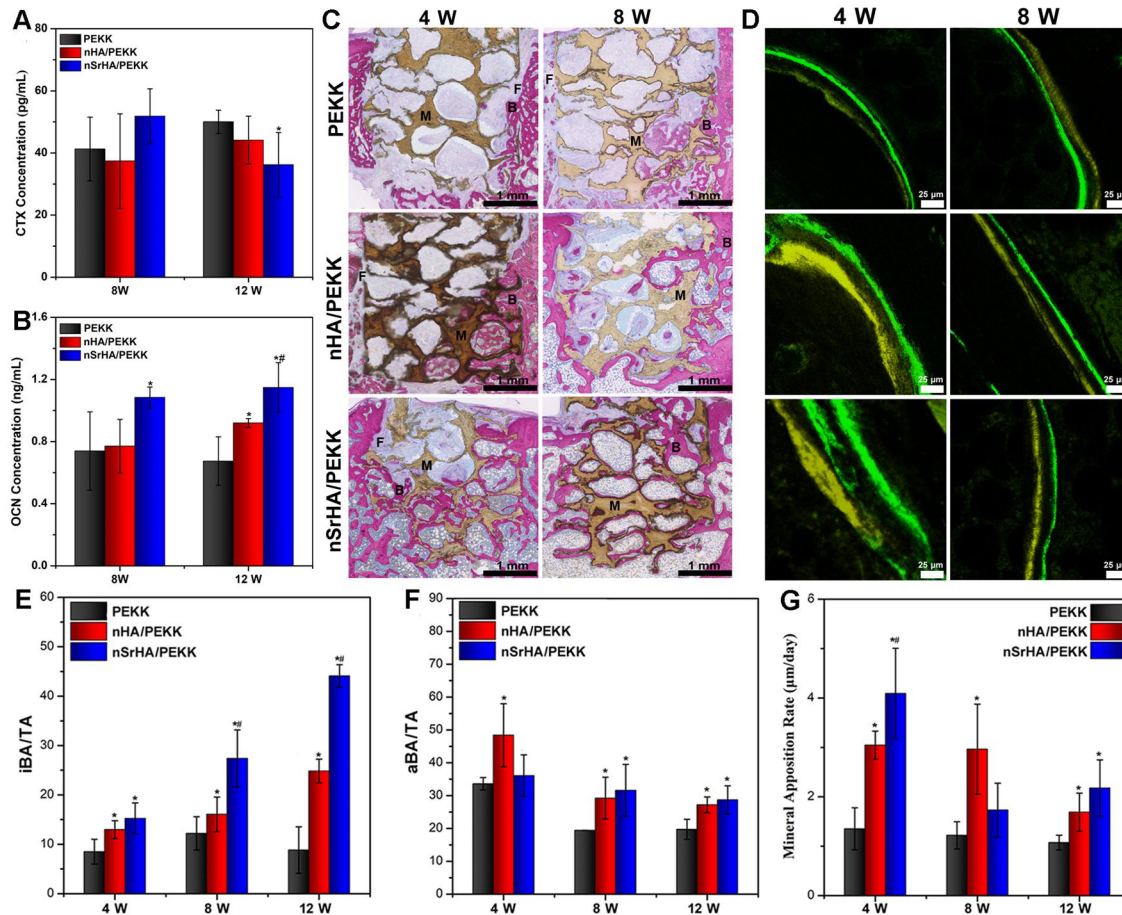 A
PEKK
nHA/PEKK
nSrHA/PEKK
CTX Concentration (pg/mL)
80
60
40
20
0
*
8W
12 W
B
PEKK
nHA/PEKK
nSrHA/PEKK
OCN Concentration (ng/mL)
1.6
1.2
0.8
0.4
0.0
*
*
*#
8W
12 W
C
4 W
8 W
PEKK
F
B
M
1 mm
F
B
M
1 mm
nHA/PEKK
F
B
M
1 mm
B
M
1 mm
nSrHA/PEKK
F
M
B
1 mm
B
M
1 mm
D
4 W
8 W
25 µm
25 µm
25 µm
25 µm
25 µm
25 µm
E
PEKK
nHA/PEKK
nSrHA/PEKK
iBA/TA
60
50
40
30
20
10
0
*
*
*
*#
*
*#
4 W
8 W
12 W
F
PEKK
nHA/PEKK
nSrHA/PEKK
aBA/TA
90
80
70
60
50
40
30
20
10
0
*
*
*
*
*
4 W
8 W
12 W
G
PEKK
nHA/PEKK
nSrHA/PEKK
Mineral Apposition Rate (µm/day)
6
4
2
0
*
*#
*
*
*
4 W
8 W
12 W